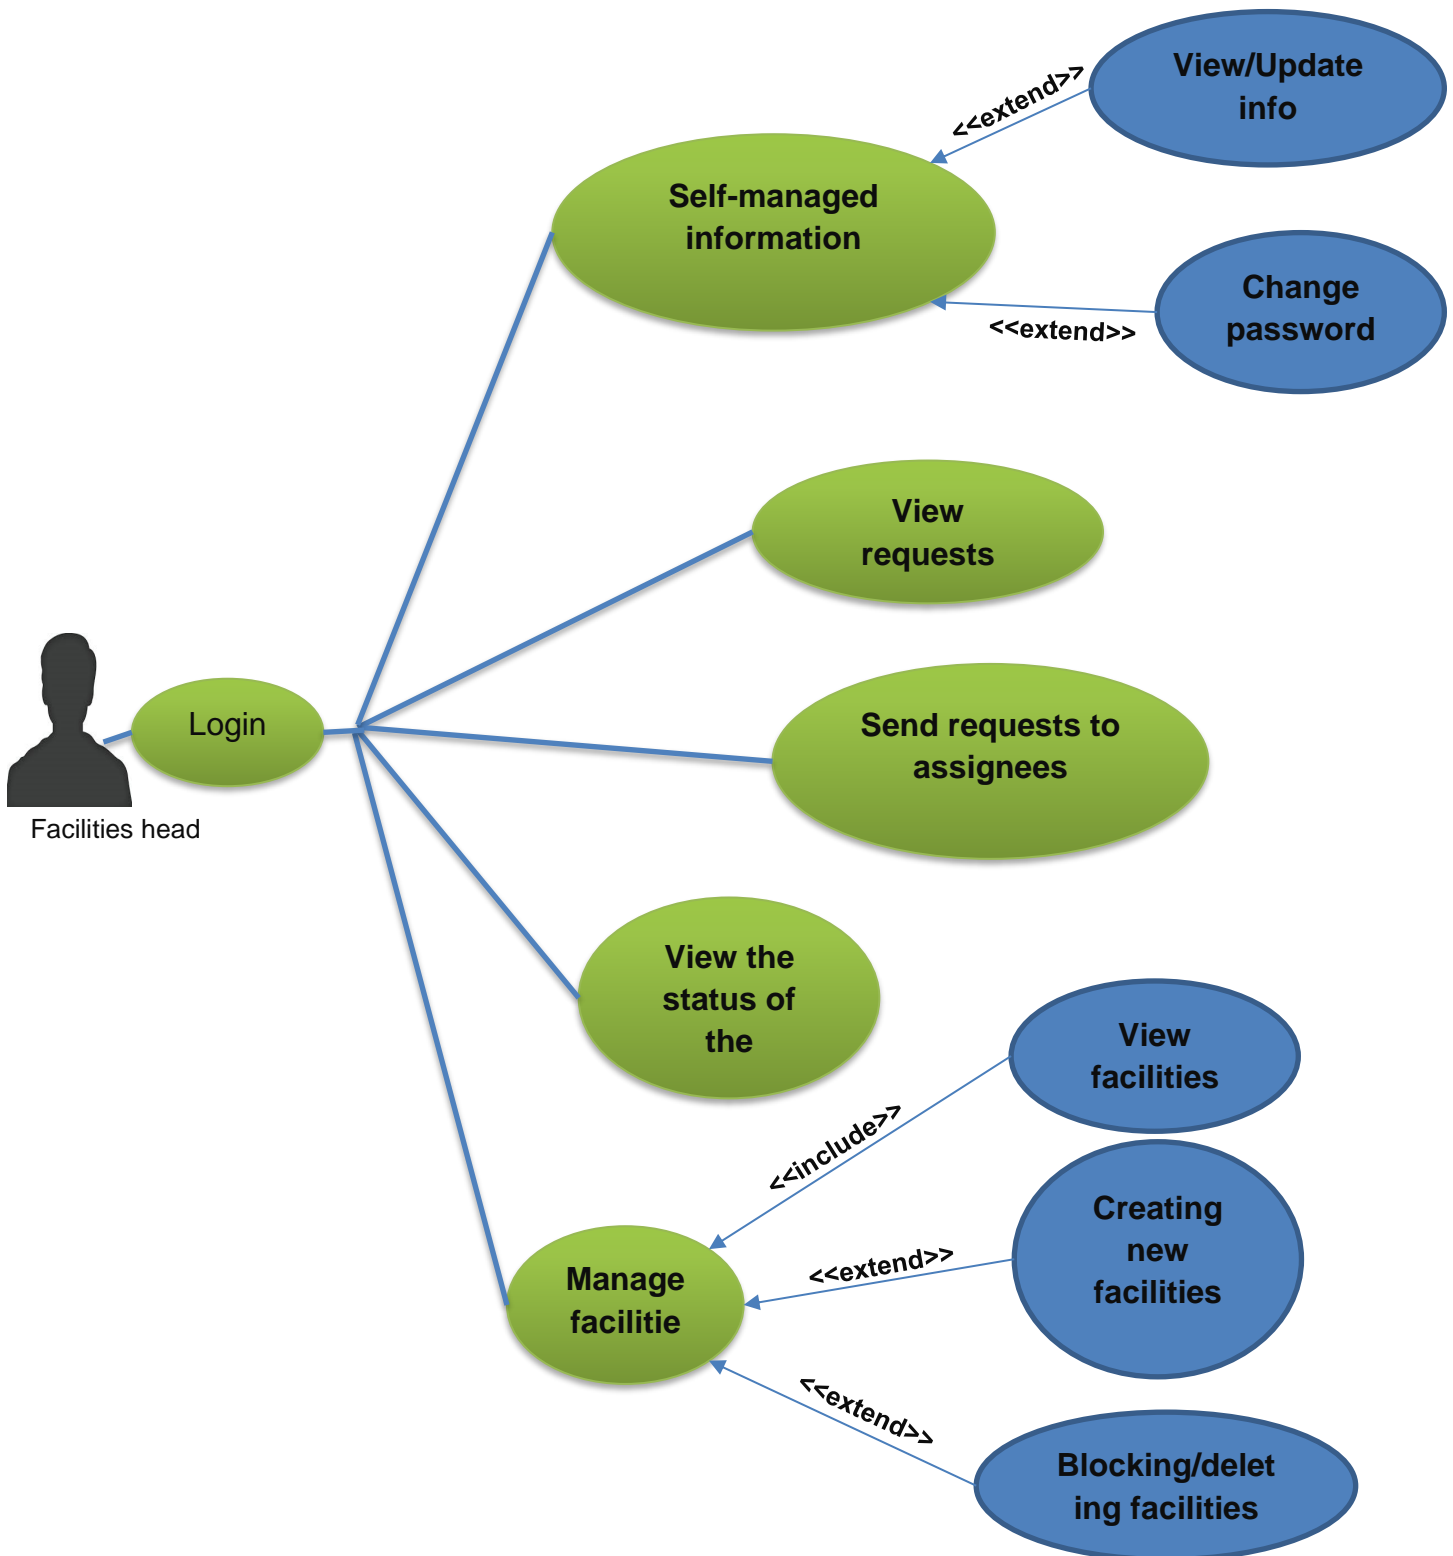 View/Update
info
<<extend>>
Self-managed
information
Change
password
<<extend>>
View
requests
Login
Send requests to
assignees
Facilities head
View the
status of
the
View
facilities
<<include>>
Creating
new
facilities
<<extend>>
Manage
facilitie
<<extend>>
Blocking/delet
ing facilities